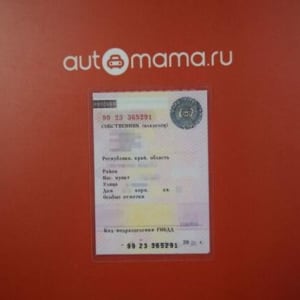 automama.ru
99 23 365291
СОБСТВЕННИК (владелец)
Республика, край, область
Район
Нас. пункт
Улица
Дом корп. кв.
Особые отметки
Код подразделения ГИБДД
20 г.
99 23 365291